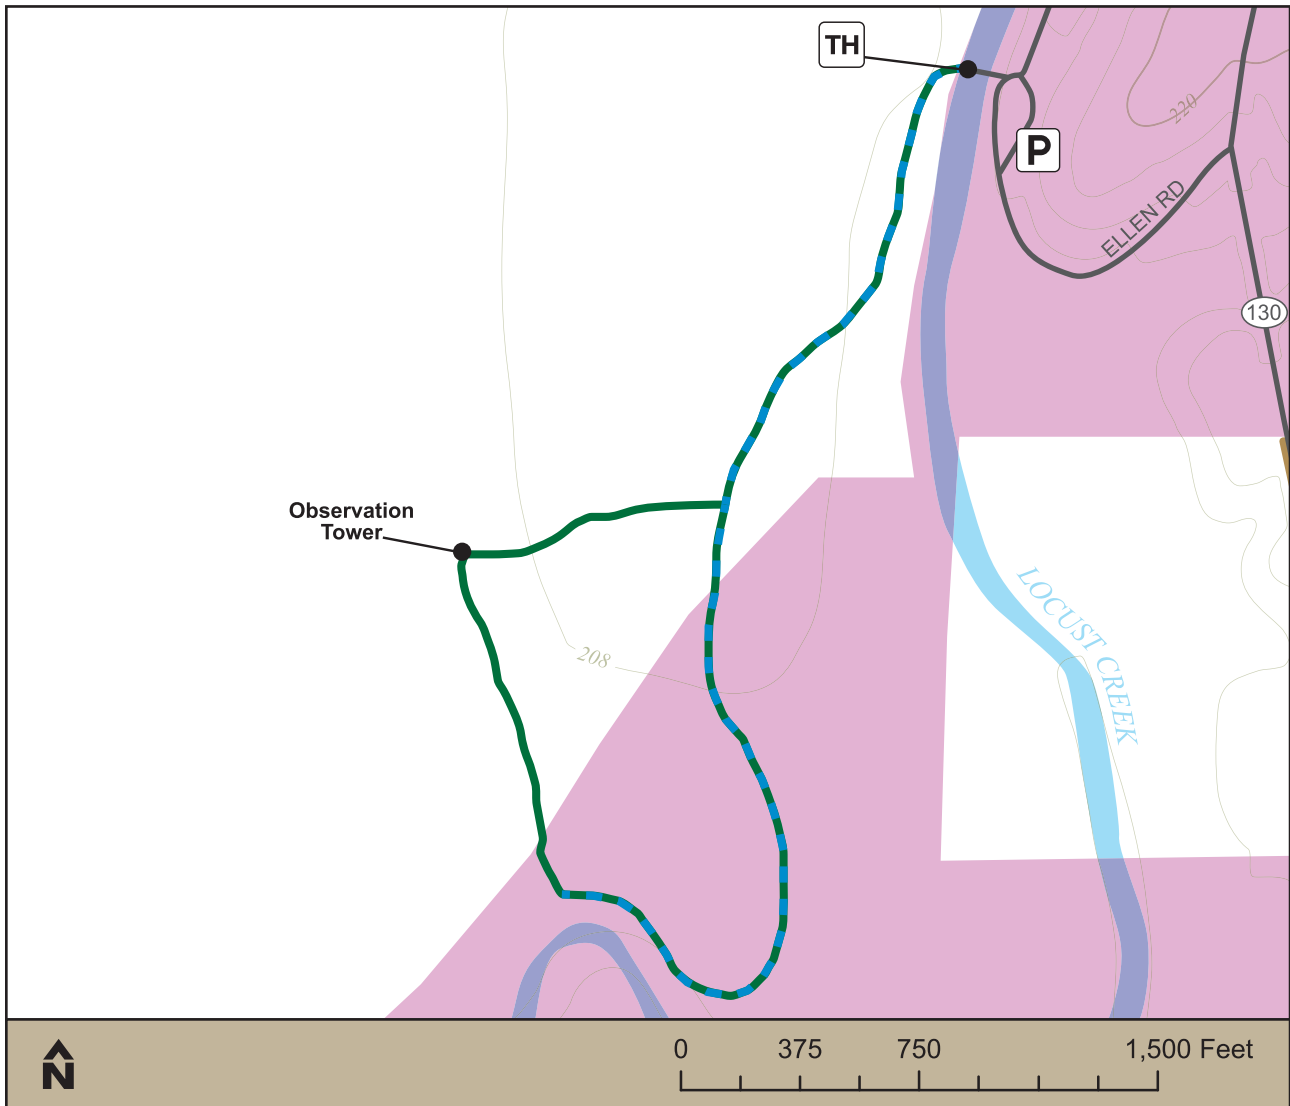 TH
220
P
ELLEN RD
130
Observation
Tower
LOCUST CREEK
208
N
0 375 750 1,500 Feet